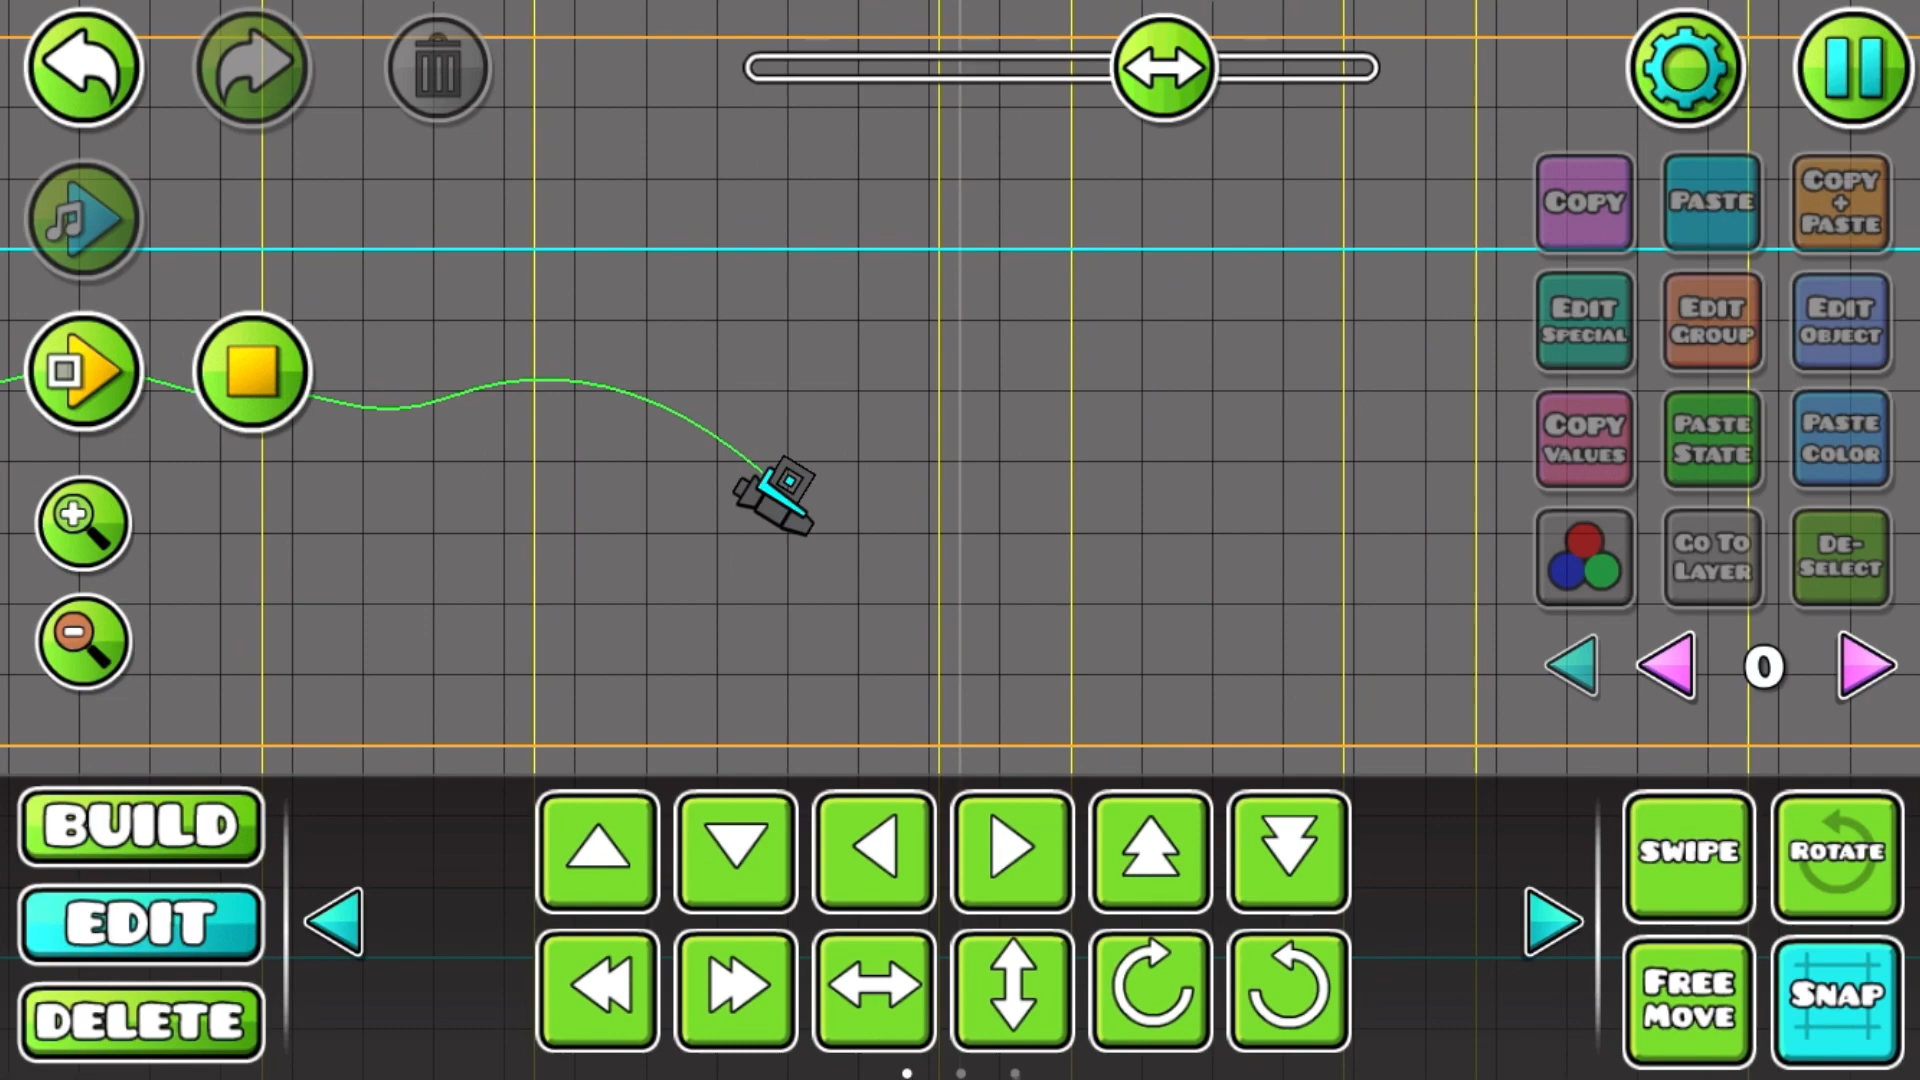 COPY
PASTE
COPY
+
PASTE
EDIT
SPECIAL
EDIT
GROUP
EDIT
OBJECT
COPY
VALUES
PASTE
STATE
PASTE
COLOR
GO TO
LAYER
DE-
SELECT
0
BUILD
EDIT
DELETE
SWIPE
ROTATE
FREE
MOVE
SNAP